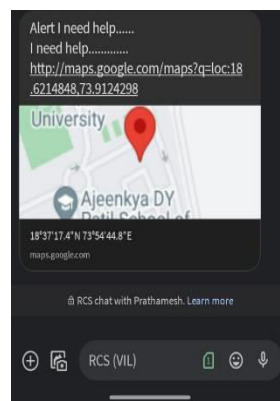 Alert I need help......
I need help.............
http://maps.google.com/maps?q=loc:18
.6214848,73.9124298
University
Ajeenkya DY
Patil School of
18°37'17.4"N 73°54'44.8"E
maps.google.com
RCS chat with Prathamesh. Learn more
RCS (VIL)
1